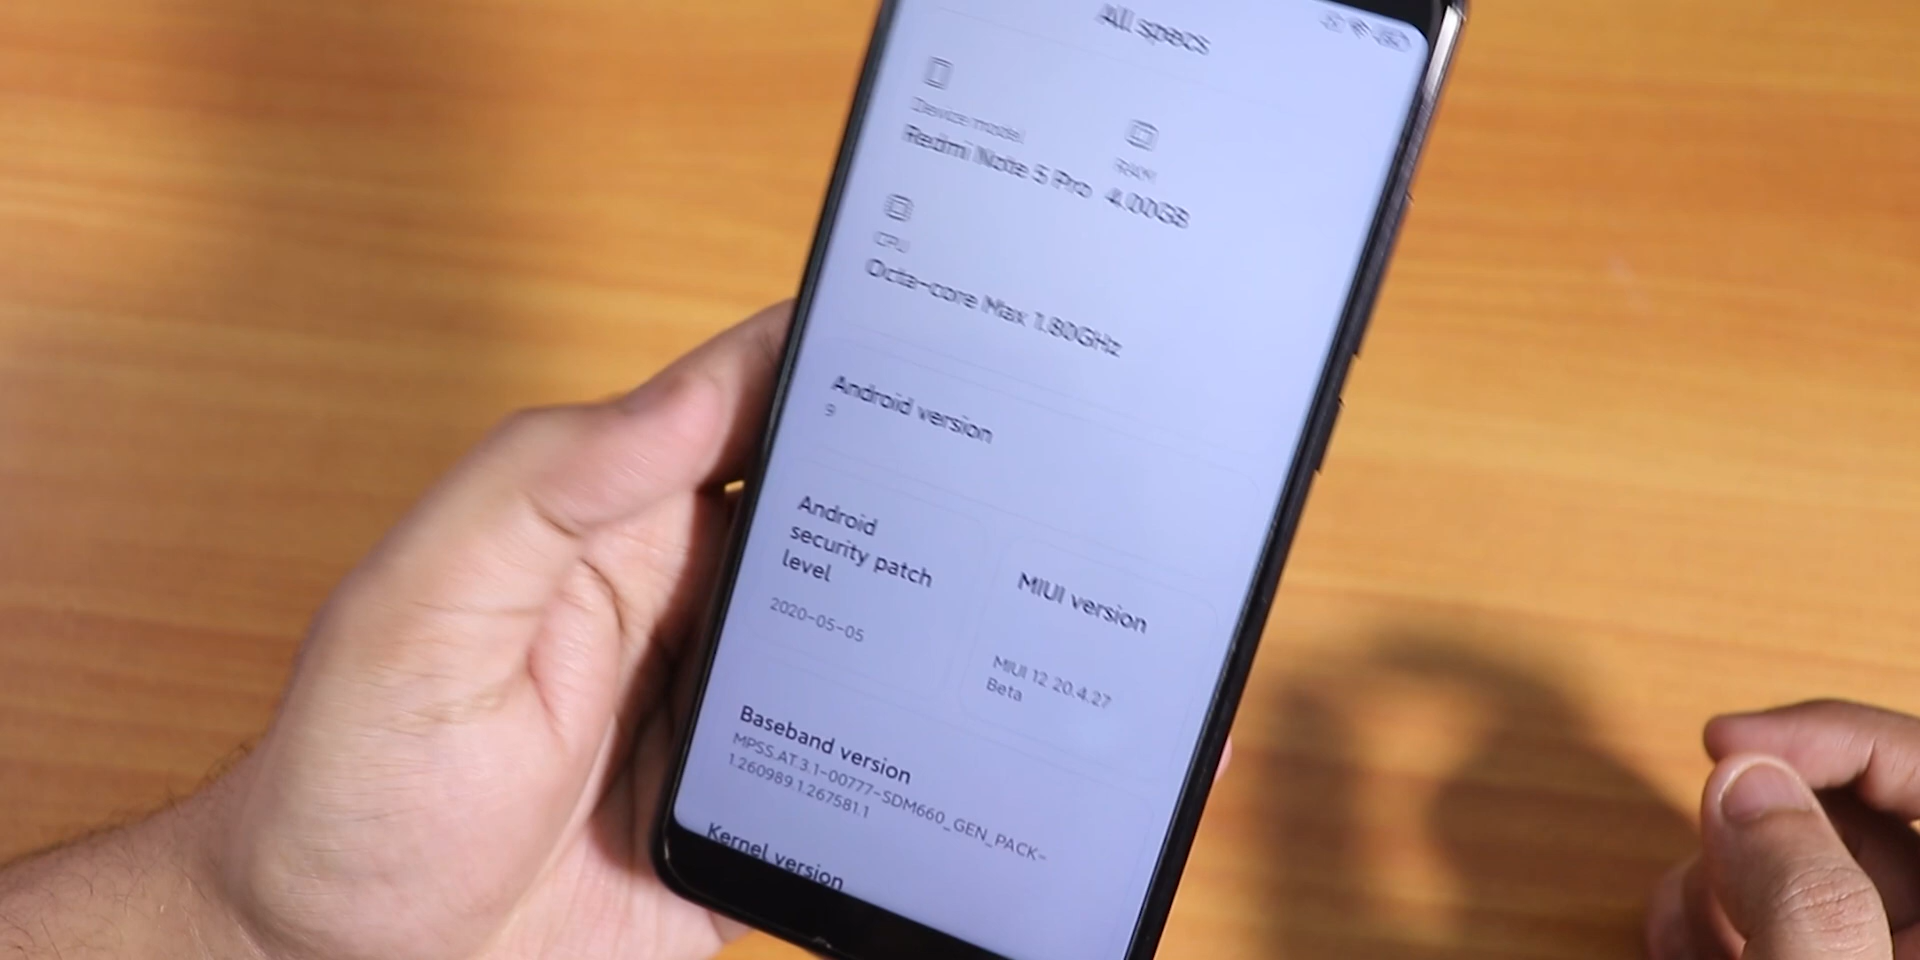 All specs
Device model
Redmi Note 5 Pro
RAM
4.00GB
CPU
Octa-core Max 1.80GHz
Android version
9
Android
security patch
level
2020-05-05
MIUI version
MIUI 12 20.4.27
Beta
Baseband version
MPSS.AT.3.1-00777-SDM660_GEN_PACK-
1.260989.1.267581.1
Kernel version